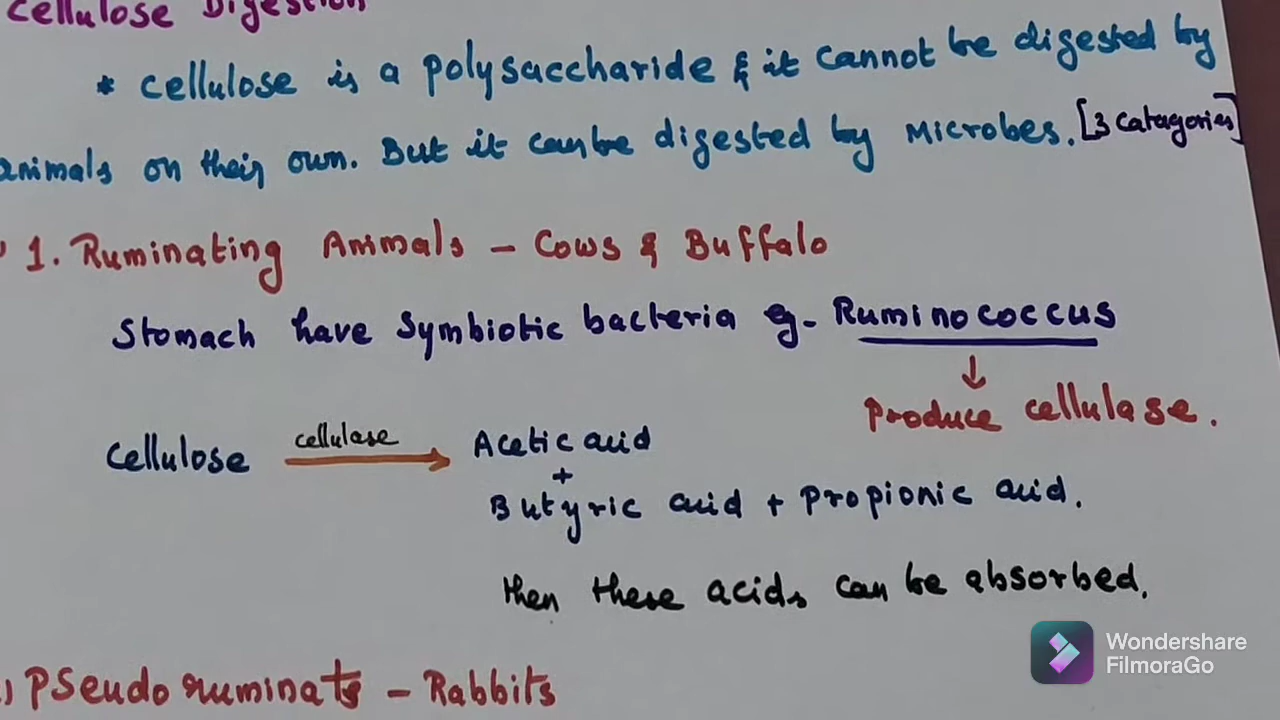 Cellulose Digestion
* Cellulose is a polysaccharide & it cannot be digested by
animals on their own. But it can be digested by Microbes. [3 Catagories]
1. Ruminating Animals - Cows & Buffalo
Stomach have Symbiotic bacteria eg. Ruminococcus
↓
Produce cellulase.
Cellulose cellulase → Acetic acid
+
Butyric acid + Propionic acid.
then these acids can be absorbed.
) Pseudo ruminats - Rabbits
Wondershare
FilmoraGo